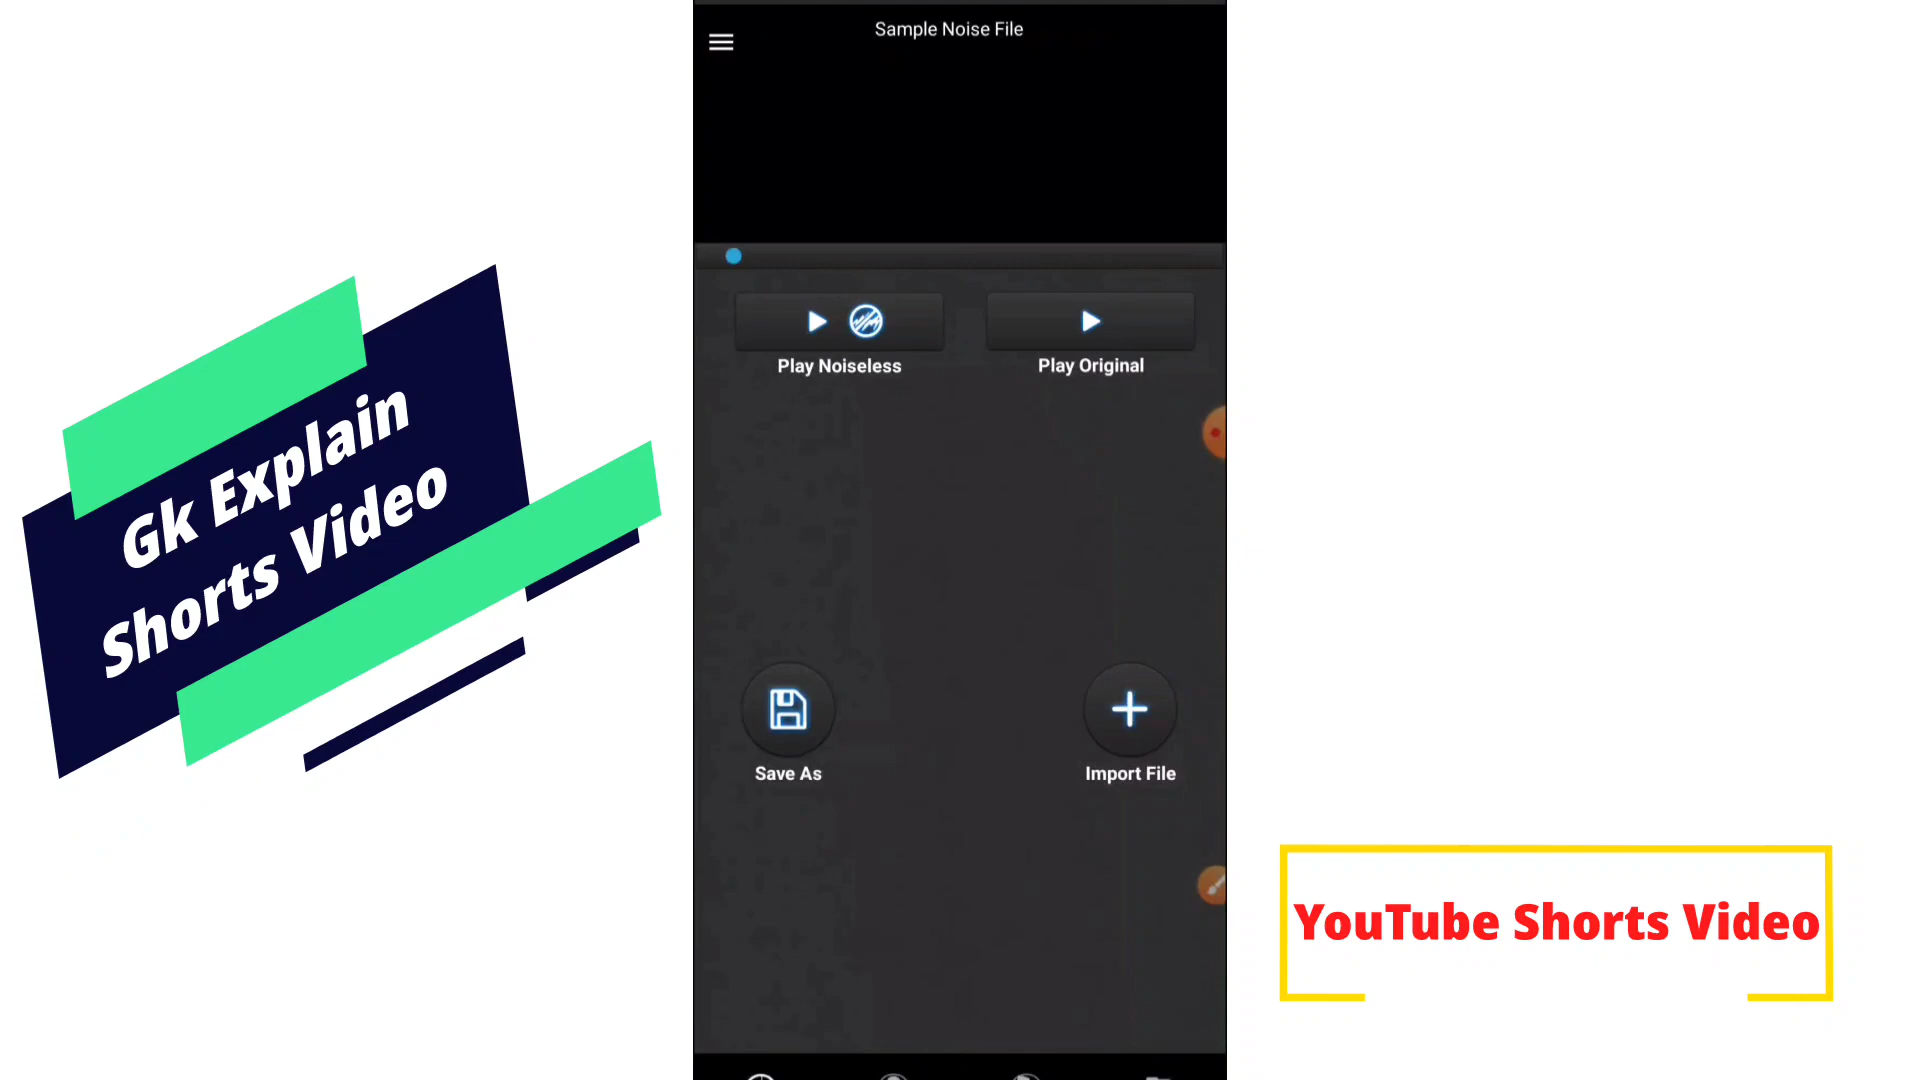 Sample Noise File
Play Noiseless
Play Original
Gk Explain
Shorts Video
Save As
Import File
YouTube Shorts Video